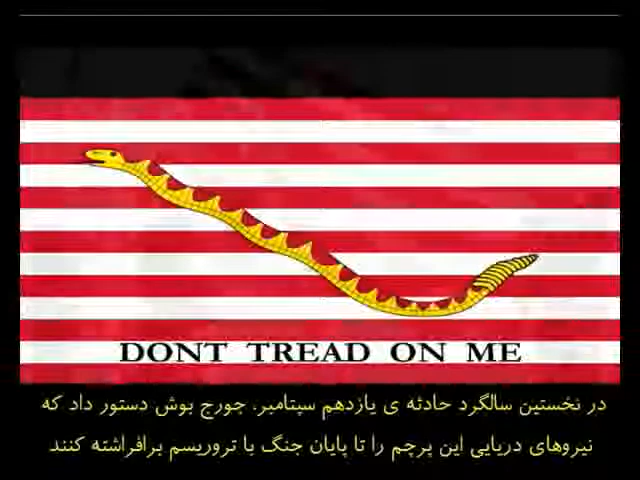 DONT TREAD ON ME
در نخستین سالگرد حادثه ی یازدهم سپتامبر، جورج بوش دستور داد که
نیروهای دریایی این پرچم را تا پایان جنگ با تروریسم برافراشته کنند